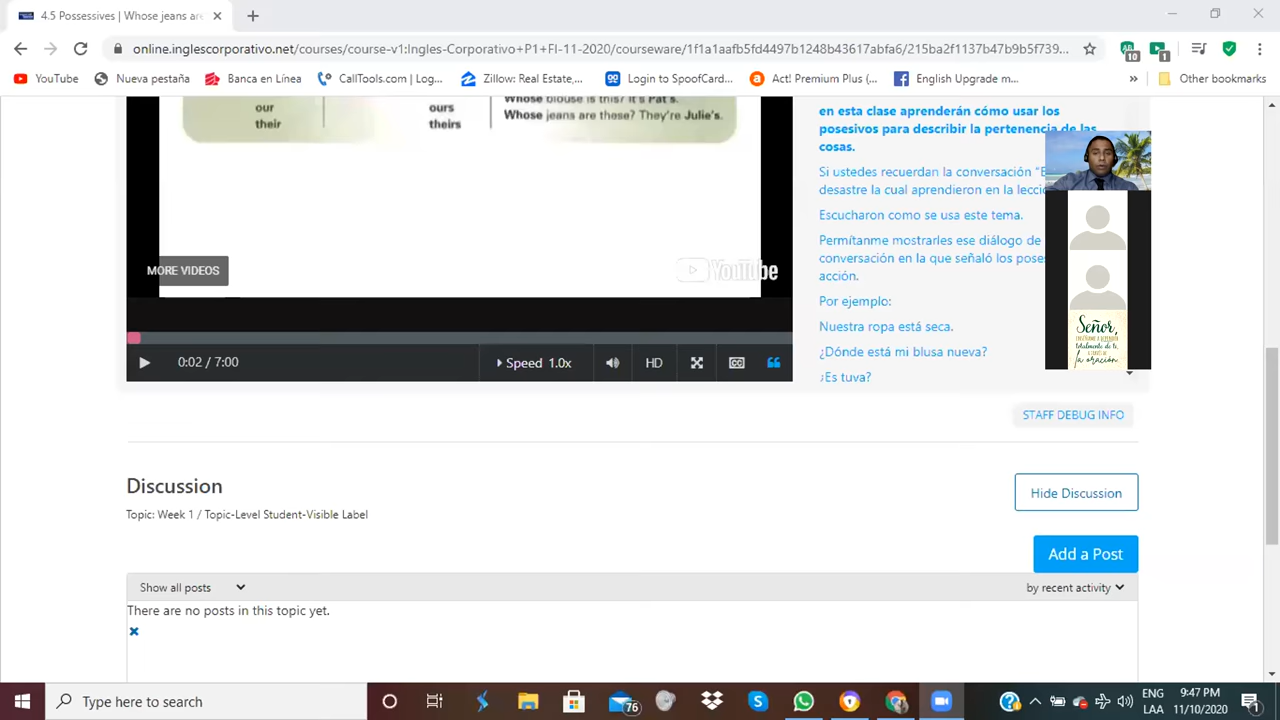 4.5 Possessives | Whose jeans are
online.inglescorporativo.net/courses/course-v1:Ingles-Corporativo+P1+FI-11-2020/courseware/1f1a1aafb5fd4497b1248b43617abfa6/215ba2f1137b47b9b5f739...
10
1
YouTube
Nueva pestaña
Banca en Línea
CallTools.com | Log...
Zillow: Real Estate,...
Login to SpoofCard...
Act! Premium Plus (...
English Upgrade m...
»
Other bookmarks
our ours Whose blouse is this? It's Pat's.
their theirs Whose jeans are these? They're Julie's.
MORE VIDEOS
YouTube
0:02 / 7:00
Speed 1.0x
HD
en esta clase aprenderán cómo usar los
posesivos para describir la pertenencia de las
cosas.
Si ustedes recuerdan la conversación "E
desastre la cual aprendieron en la lecci
Escucharon como se usa este tema.
Permítanme mostrarles ese diálogo de
conversación en la que señaló los poses
acción.
Por ejemplo:
Nuestra ropa está seca.
¿Dónde está mi blusa nueva?
¿Es tuya?
Señor,
totalmente de ti,
la oración
STAFF DEBUG INFO
Discussion
Hide Discussion
Topic: Week 1 / Topic-Level Student-Visible Label
Add a Post
Show all posts
by recent activity
There are no posts in this topic yet.
Type here to search
76
ENG
LAA
9:47 PM
11/10/2020
1